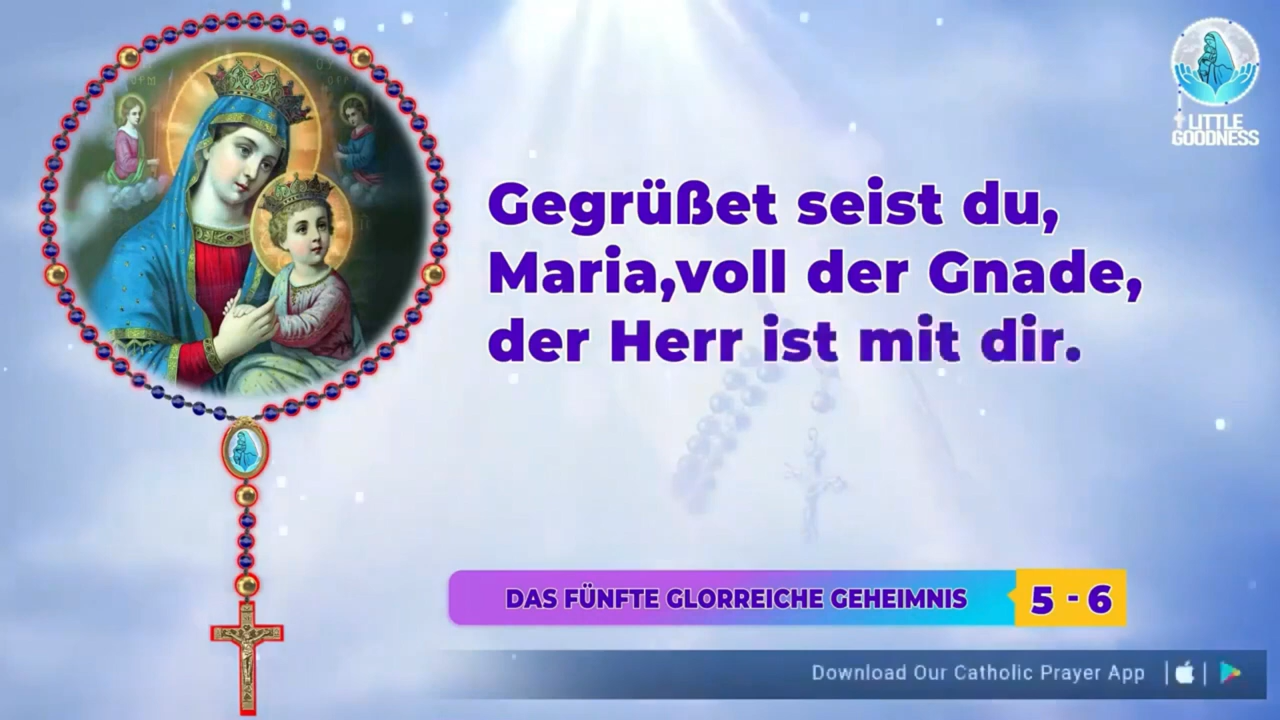 LITTLE
GOODNESS
Gegrüßet seist du,
Maria,voll der Gnade,
der Herr ist mit dir.
DAS FÜNFTE GLORREICHE GEHEIMNIS
5 - 6
Download Our Catholic Prayer App